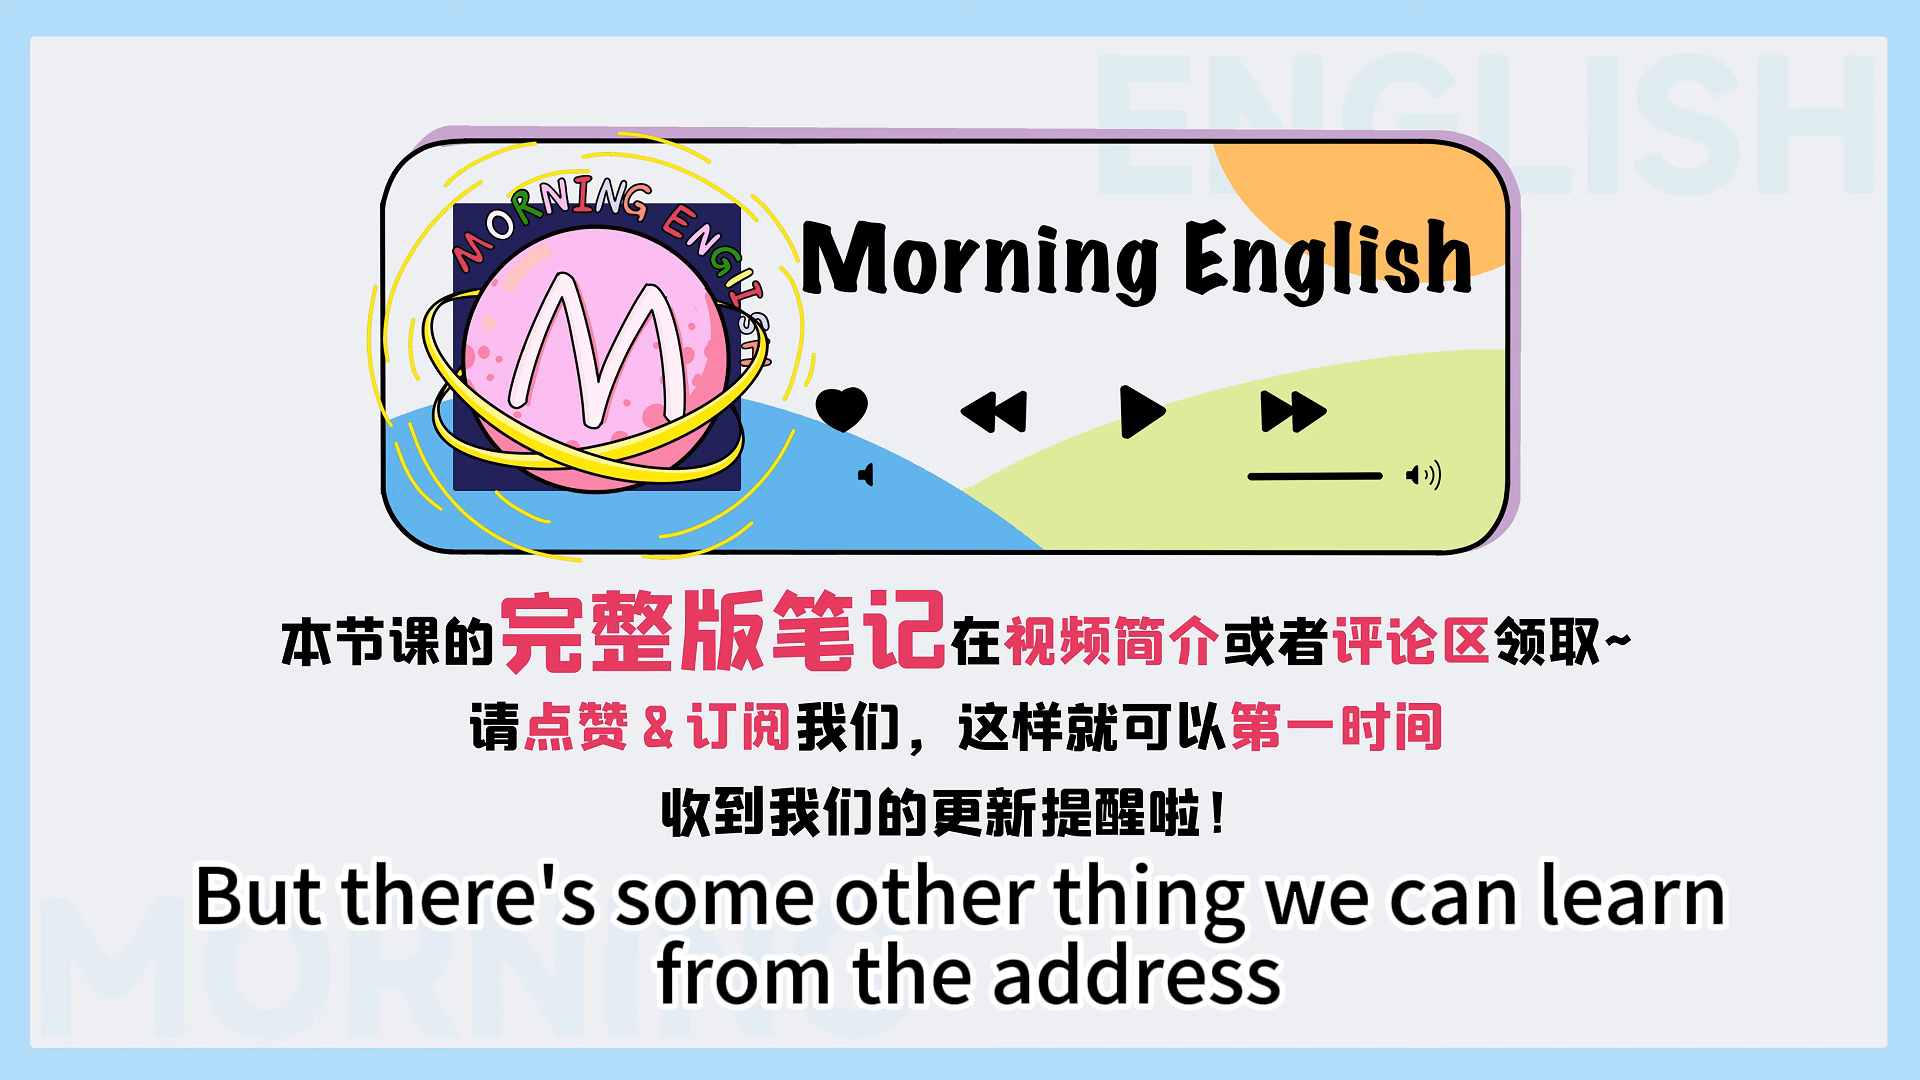 ENGLISH
MORNING ENGLISH
M
Morning English
本节课的完整版笔记在视频简介或者评论区领取~
请点赞&订阅我们，这样就可以第一时间
收到我们的更新提醒啦！
But there's some other thing we can learn
from the address
MORNING